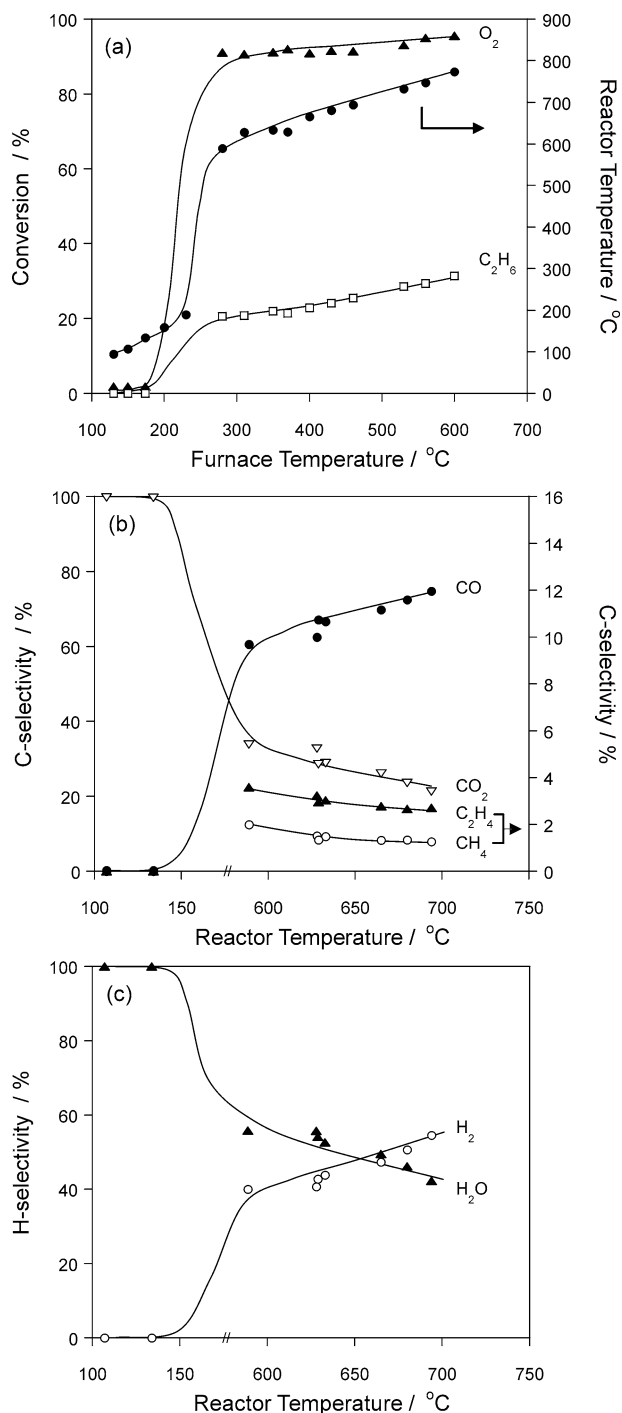 (a)
Conversion / %
100
80
60
40
20
0
O2
C2H6
900
800
700
600
500
400
300
200
100
0
Reactor Temperature / °C
100 200 300 400 500 600 700
Furnace Temperature / °C
(b)
C-selectivity / %
100
80
60
40
20
0
CO
CO2
C2H4
CH4
16
14
12
10
8
6
4
2
0
C-selectivity / %
100 150 600 650 700 750
Reactor Temperature / °C
(c)
H-selectivity / %
100
80
60
40
20
0
H2
H2O
100 150 600 650 700 750
Reactor Temperature / °C